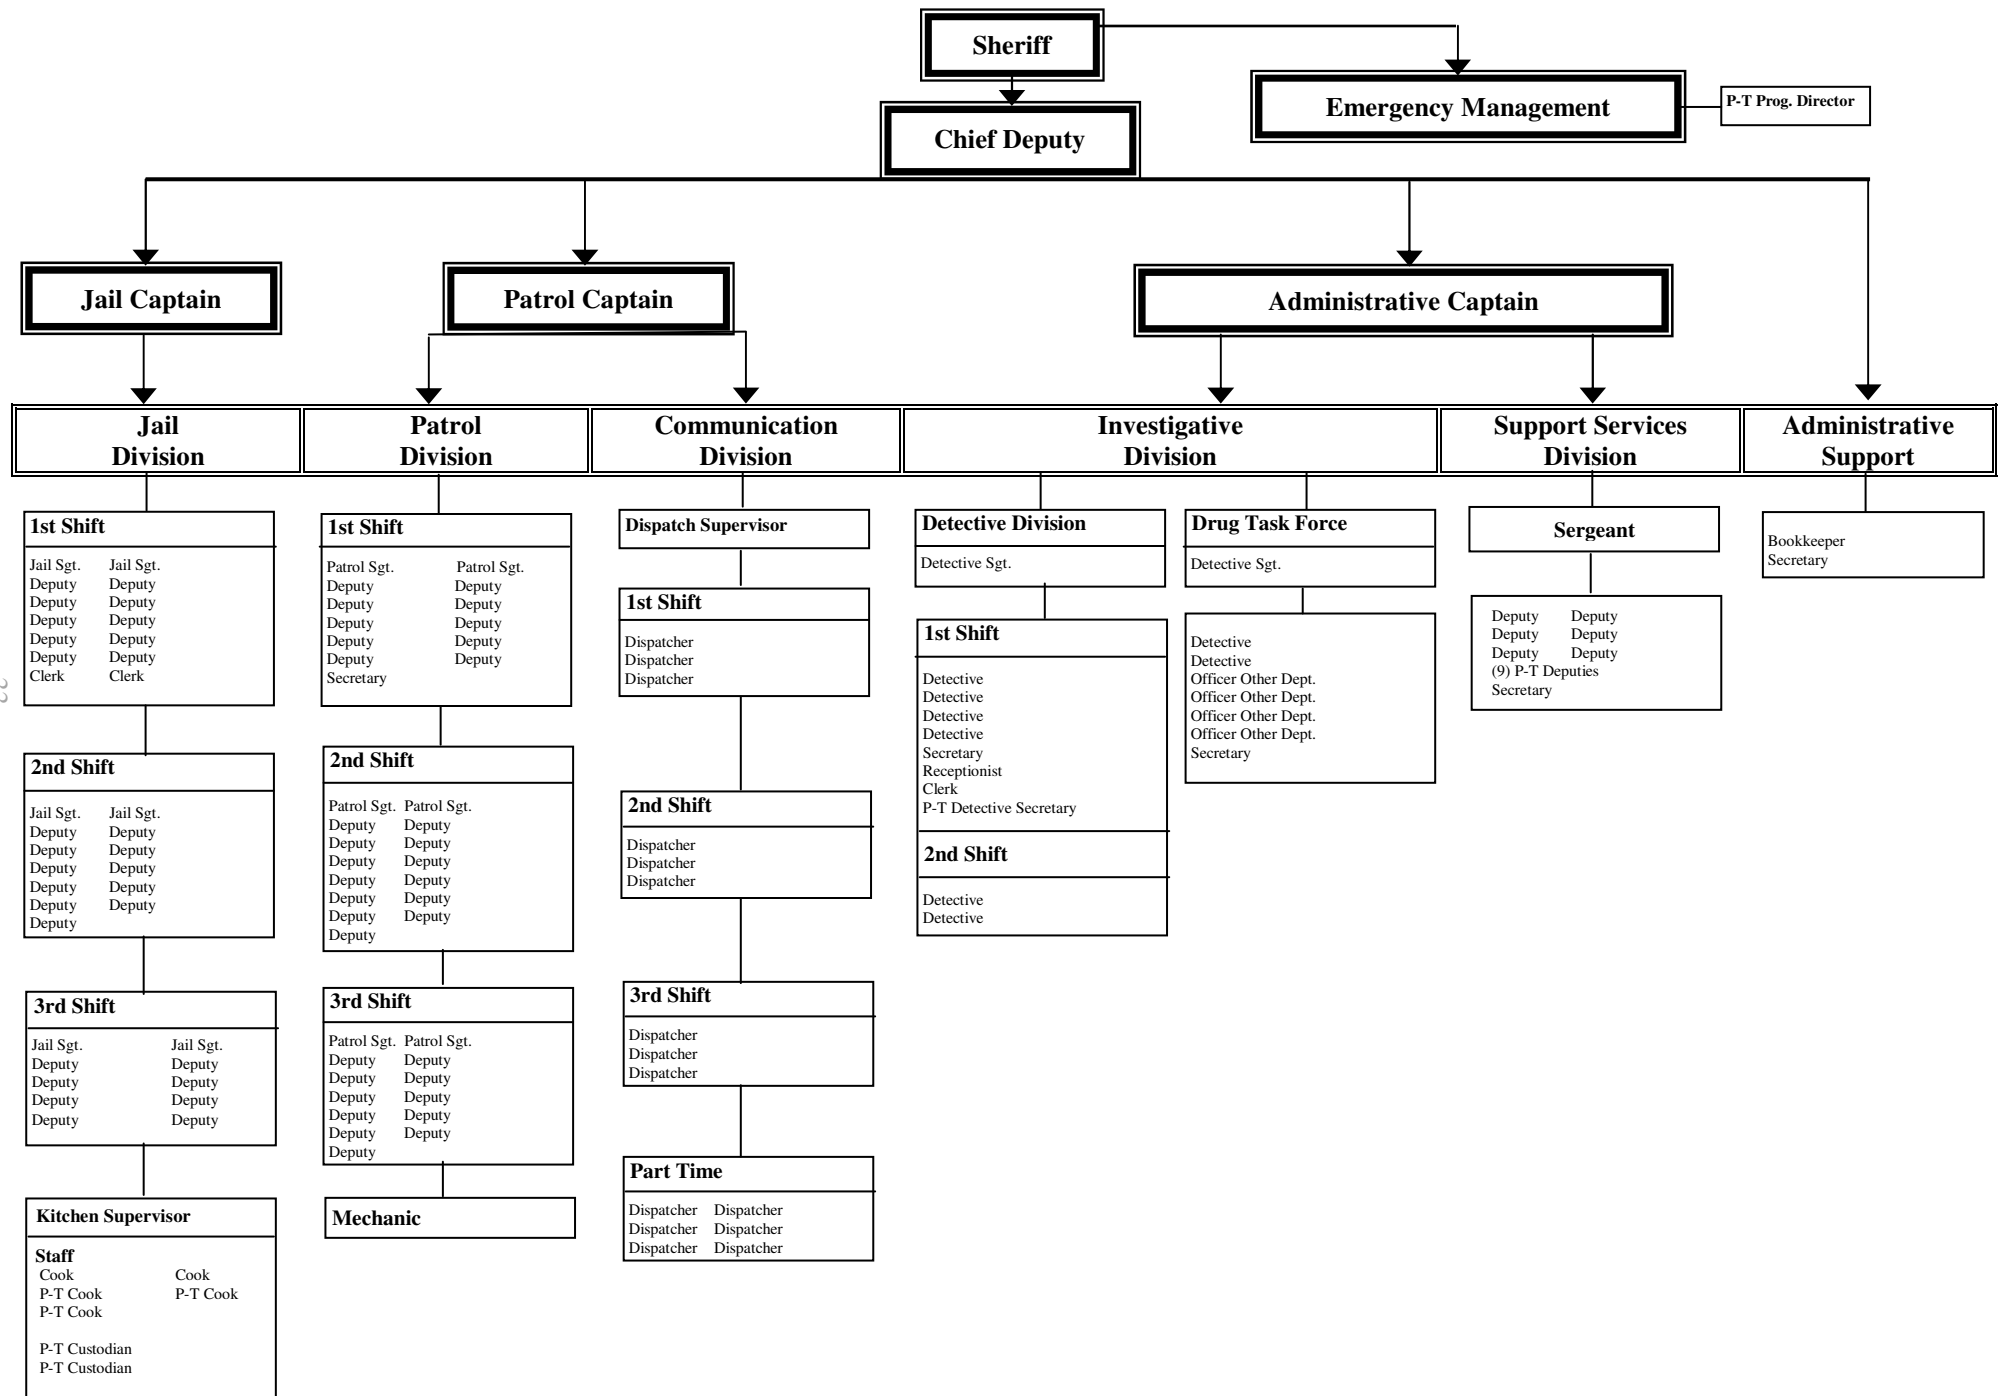 Sheriff
Emergency Management
P-T Prog. Director
Chief Deputy
Jail Captain
Patrol Captain
Administrative Captain
Jail
Division
Patrol
Division
Communication
Division
Investigative
Division
Support Services
Division
Administrative
Support
1st Shift
Jail Sgt. Jail Sgt.
Deputy Deputy
Deputy Deputy
Deputy Deputy
Deputy Deputy
Deputy Deputy
Clerk Clerk
2nd Shift
Jail Sgt. Jail Sgt.
Deputy Deputy
Deputy Deputy
Deputy Deputy
Deputy Deputy
Deputy Deputy
Deputy
3rd Shift
Jail Sgt. Jail Sgt.
Deputy Deputy
Deputy Deputy
Deputy Deputy
Deputy Deputy
Kitchen Supervisor
Staff
Cook Cook
P-T Cook P-T Cook
P-T Cook
P-T Custodian
P-T Custodian
1st Shift
Patrol Sgt. Patrol Sgt.
Deputy Deputy
Deputy Deputy
Deputy Deputy
Deputy Deputy
Deputy Deputy
Secretary
2nd Shift
Patrol Sgt. Patrol Sgt.
Deputy Deputy
Deputy Deputy
Deputy Deputy
Deputy Deputy
Deputy Deputy
Deputy Deputy
Deputy
3rd Shift
Patrol Sgt. Patrol Sgt.
Deputy Deputy
Deputy Deputy
Deputy Deputy
Deputy Deputy
Deputy Deputy
Deputy
Mechanic
Dispatch Supervisor
1st Shift
Dispatcher
Dispatcher
Dispatcher
2nd Shift
Dispatcher
Dispatcher
Dispatcher
3rd Shift
Dispatcher
Dispatcher
Dispatcher
Part Time
Dispatcher Dispatcher
Dispatcher Dispatcher
Dispatcher Dispatcher
Detective Division
Detective Sgt.
1st Shift
Detective
Detective
Detective
Detective
Secretary
Receptionist
Clerk
P-T Detective Secretary
2nd Shift
Detective
Detective
Drug Task Force
Detective Sgt.
Detective
Detective
Officer Other Dept.
Officer Other Dept.
Officer Other Dept.
Officer Other Dept.
Secretary
Sergeant
Deputy Deputy
Deputy Deputy
Deputy Deputy
(9) P-T Deputies
Secretary
Bookkeeper
Secretary